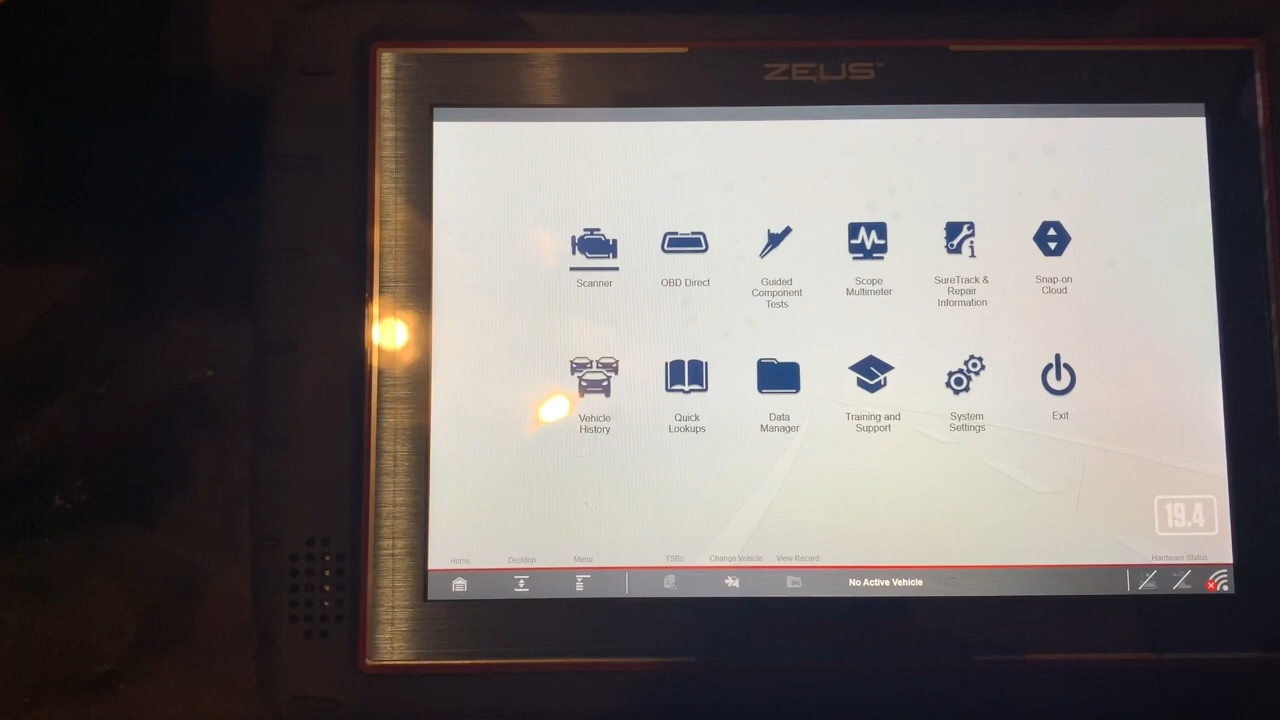 ZEUS™
Scanner
OBD Direct
Guided
Component
Tests
Scope
Multimeter
SureTrack &
Repair
Information
Snap-on
Cloud
Vehicle
History
Quick
Lookups
Data
Manager
Training and
Support
System
Settings
Exit
19.4
Home
Desktop
Menu
TSBs
Change Vehicle
View Record
Hardware Status
No Active Vehicle